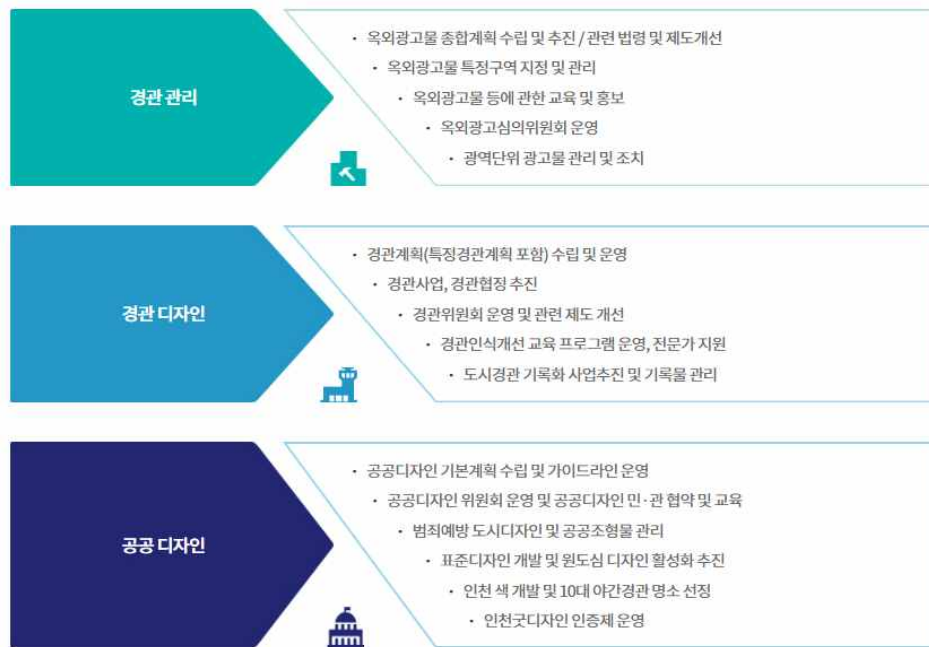 경관 관리
· 옥외광고물 종합계획 수립 및 추진 / 관련 법령 및 제도개선
· 옥외광고물 특정구역 지정 및 관리
· 옥외광고물 등에 관한 교육 및 홍보
· 옥외광고심의위원회 운영
· 광역단위 광고물 관리 및 조치
경관 디자인
· 경관계획(특정경관계획 포함) 수립 및 운영
· 경관사업, 경관협정 추진
· 경관위원회 운영 및 관련 제도 개선
· 경관인식개선 교육 프로그램 운영, 전문가 지원
· 도시경관 기록화 사업추진 및 기록물 관리
공공 디자인
· 공공디자인 기본계획 수립 및 가이드라인 운영
· 공공디자인 위원회 운영 및 공공디자인 민·관 협약 및 교육
· 범죄예방 도시디자인 및 공공조형물 관리
· 표준디자인 개발 및 원도심 디자인 활성화 추진
· 인천 색 개발 및 10대 야간경관 명소 선정
· 인천굿디자인 인증제 운영